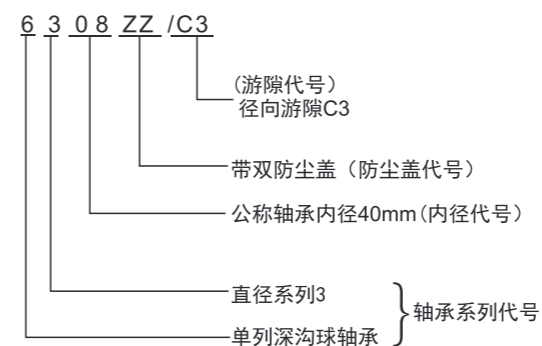 6 3 08 ZZ /C3
(游隙代号）
径向游隙C3
带双防尘盖（防尘盖代号）
公称轴承内径40mm(内径代号）
直径系列3
轴承系列代号
单列深沟球轴承